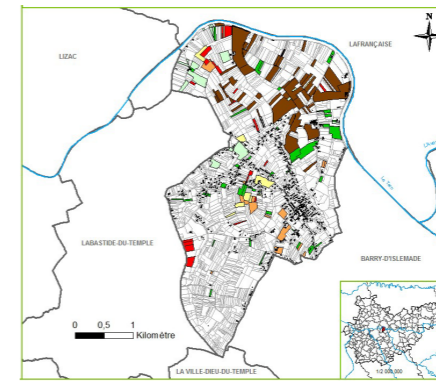 N
LIZAC
LAFRANÇAISE
Le Tarn
LABASTIDE-DU-TEMPLE
BARRY-D'ISLEMADE
0 0,5 1
Kilomètre
LA VILLE-DIEU-DU-TEMPLE
1/2 000 000